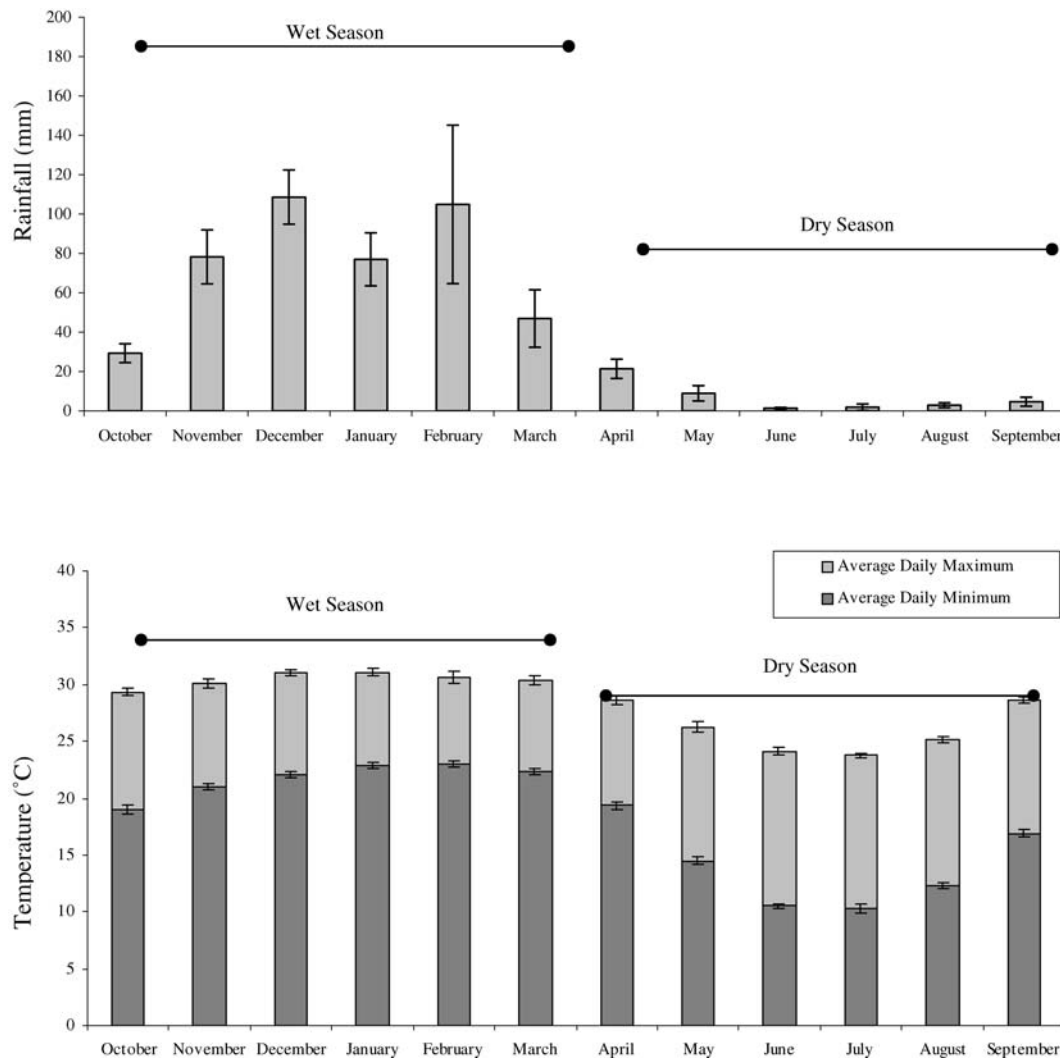 200
Wet Season
180
160
140
120
100
Dry Season
80
60
40
20
0
Rainfall (mm)
October November December January February March April May June July August September
40
Average Daily Maximum
Average Daily Minimum
Wet Season
35
Dry Season
30
25
20
15
10
5
0
Temperature (˚C)
October November December January February March April May June July August September